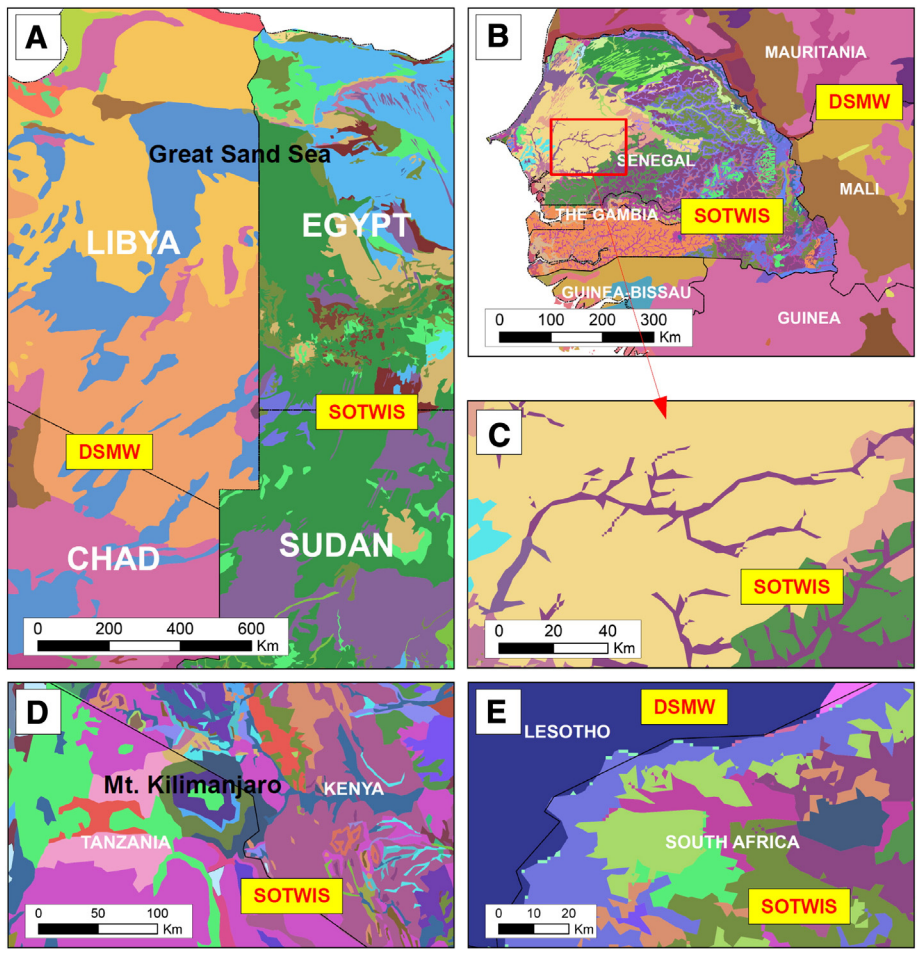 A
Great Sand Sea
LIBYA
EGYPT
SOTWIS
DSMW
CHAD
SUDAN
0 200 400 600
Km
B
MAURITANIA
DSMW
SENEGAL
MALI
THE GAMBIA
SOTWIS
GUINEA-BISSAU
GUINEA
0 100 200 300
Km
C
SOTWIS
0 20 40
Km
D
Mt. Kilimanjaro
KENYA
TANZANIA
SOTWIS
0 50 100
Km
E
DSMW
LESOTHO
SOUTH AFRICA
SOTWIS
0 10 20
Km